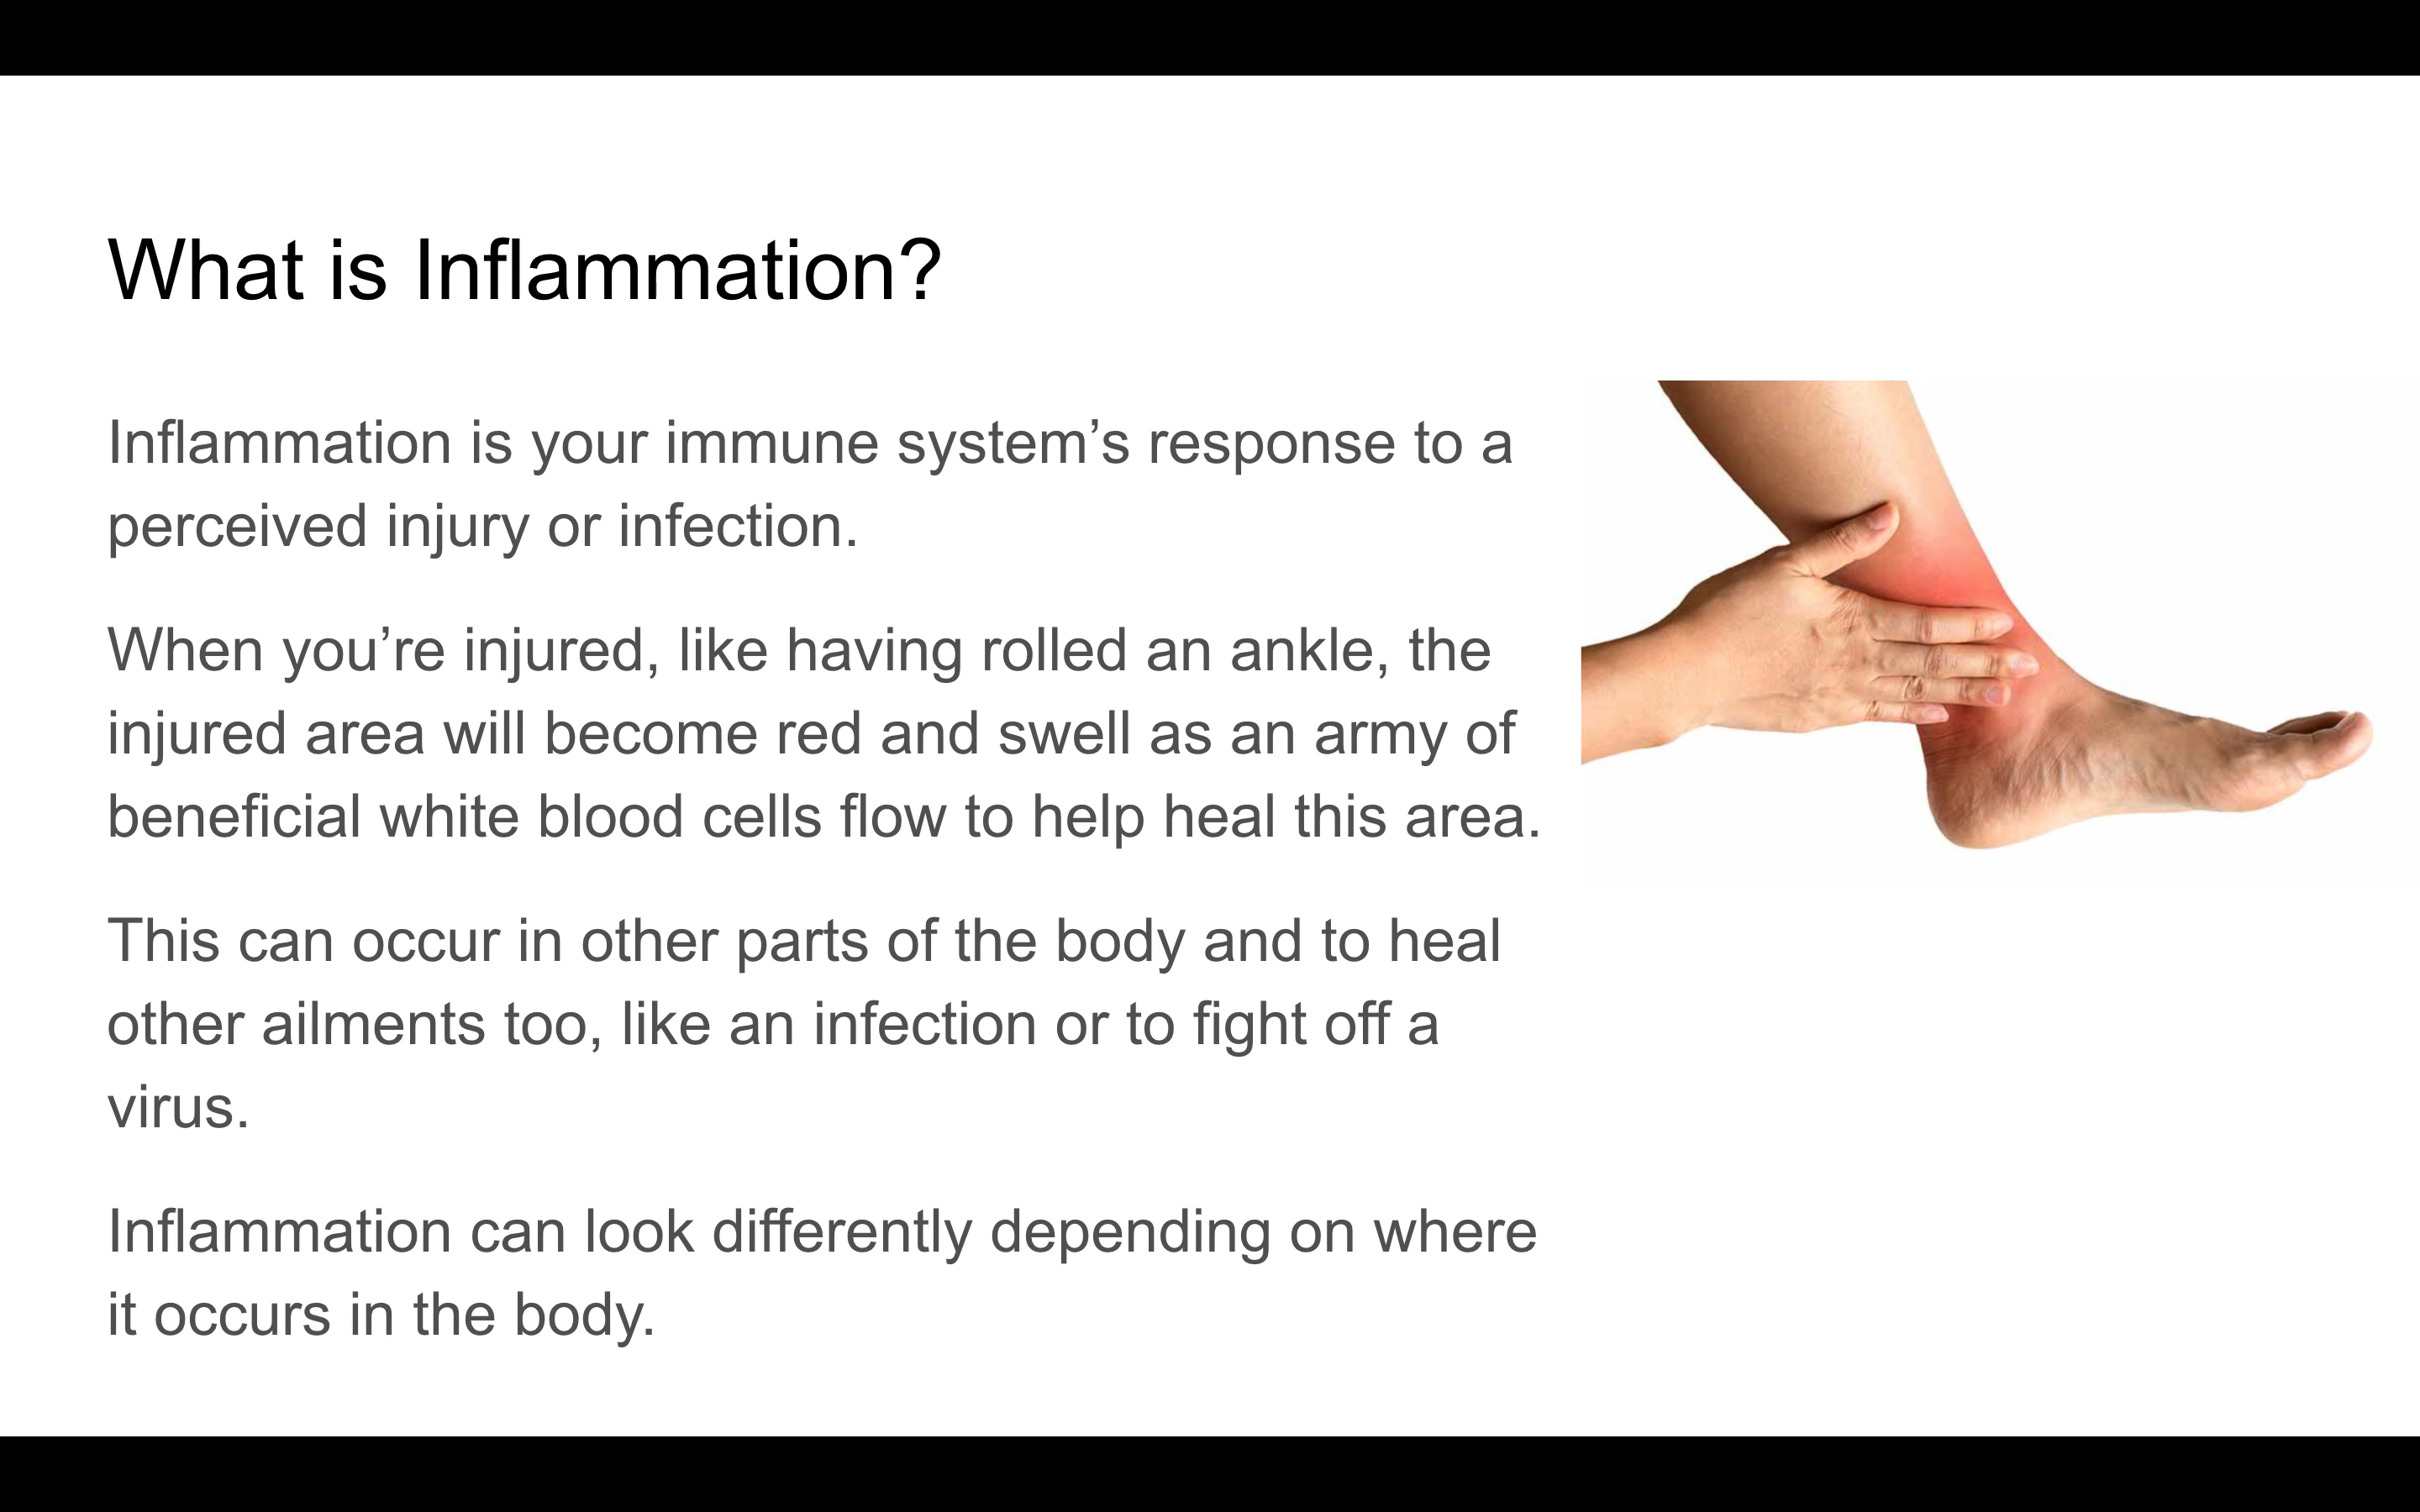 What is Inflammation?
Inflammation is your immune system’s response to a
perceived injury or infection.
When you’re injured, like having rolled an ankle, the
injured area will become red and swell as an army of
beneficial white blood cells flow to help heal this area.
This can occur in other parts of the body and to heal
other ailments too, like an infection or to fight off a
virus.
Inflammation can look differently depending on where
it occurs in the body.